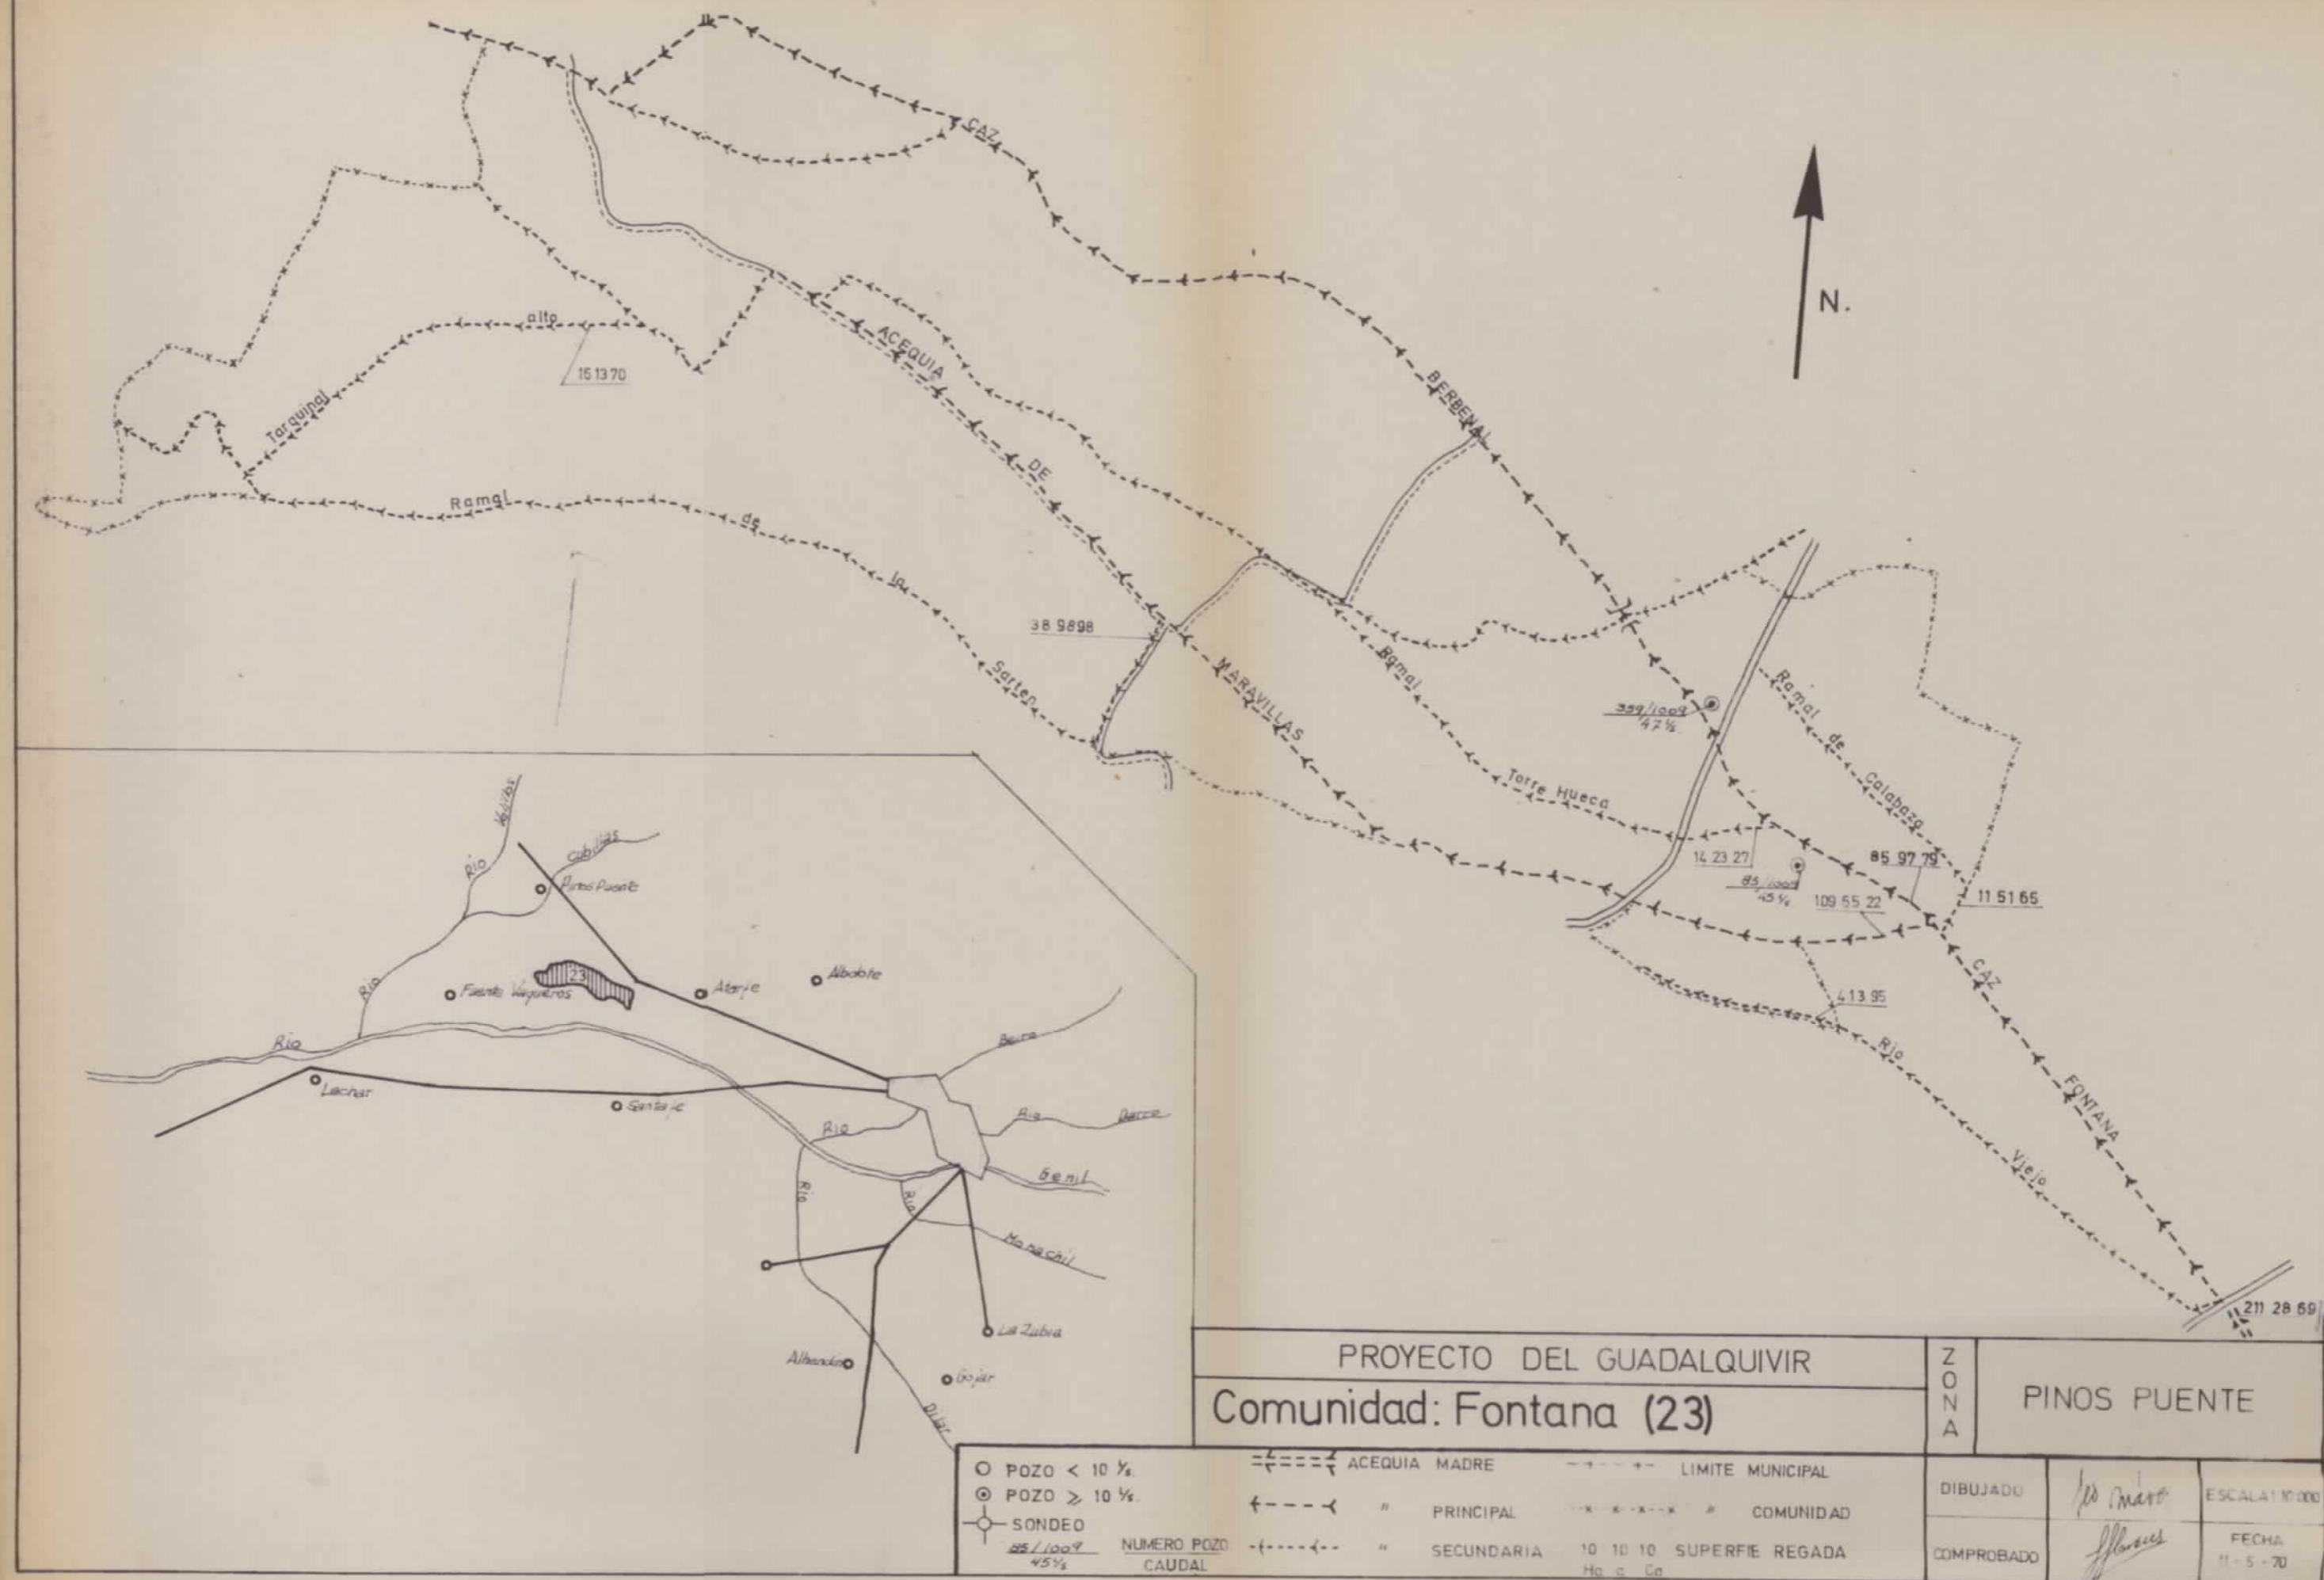 CAZ
BERBENAL
N.
alto
15 13 70
Tarquinal
ACEQUIA
DE
MARAVILLAS
Ramal
de
la
Sarten
38 98 98
Ramal
Torre Hueca
359/1009
47 l/s.
Ramal
de
Calabazo
14 23 27
85/1009
45 l/s.
85 97 79
109 65 22
11 51 65
4 13 95
CAZ
FONTANA
Rio
Viejo
211 28 69
Rio
Cubillas
Pinos Puente
23
Fuente Vaqueros
Atarfe
Albolote
Rio
Rio
Lachar
Santafe
Beiro
Rio
Rio
Darro
Genil
Rio
Rio
Monachil
La Zubia
Alhendin
Gojar
Dilar
PROYECTO DEL GUADALQUIVIR
Comunidad: Fontana (23)
ZONA
PINOS PUENTE
POZO < 10 l/s.
POZO ⩾ 10 l/s.
SONDEO
85/1009 NUMERO POZO
45 l/s CAUDAL
ACEQUIA MADRE
" PRINCIPAL
" SECUNDARIA
LIMITE MUNICIPAL
" COMUNIDAD
10 10 10 SUPERFIE REGADA
Ha a Ca
DIBUJADO
ESCALA 1:10.000
COMPROBADO
FECHA
11-5-70